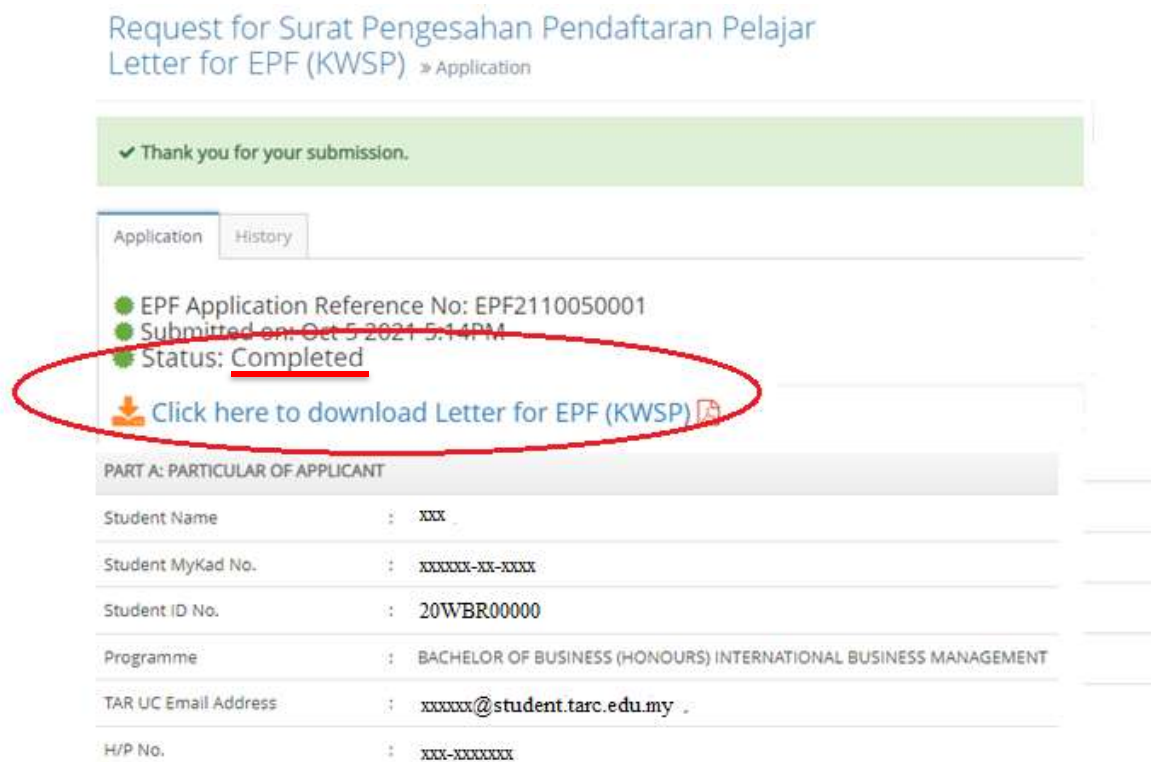 Request for Surat Pengesahan Pendaftaran Pelajar
Letter for EPF (KWSP) » Application
✔ Thank you for your submission.
Application History
EPF Application Reference No: EPF2110050001
Submitted on: Oct 5 2021 5:14PM
Status: Completed
Click here to download Letter for EPF (KWSP)
PART A: PARTICULAR OF APPLICANT
Student Name : xxx
Student MyKad No. : xxxxxx-xx-xxxx
Student ID No. : 20WBR00000
Programme : BACHELOR OF BUSINESS (HONOURS) INTERNATIONAL BUSINESS MANAGEMENT
TAR UC Email Address : xxxxxx@student.tarc.edu.my
H/P No. : xxx-xxxxxxx